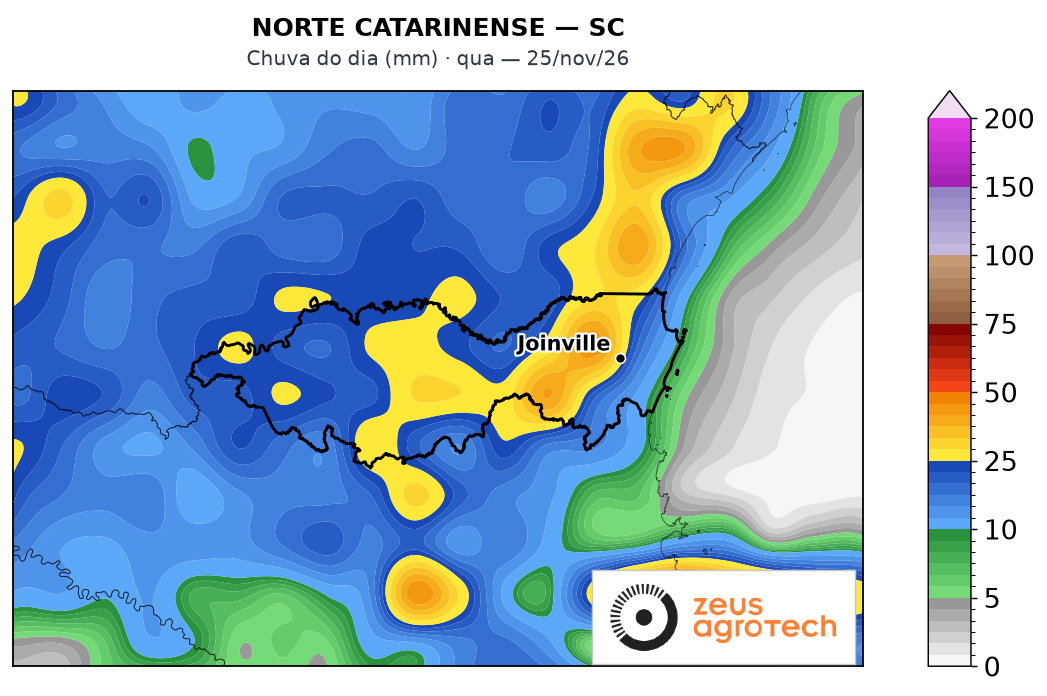 NORTE CATARINENSE — SC
Chuva do dia (mm) · qua — 25/nov/26
200
150
100
75
50
25
10
5
0
Joinville
zeus
agrotech